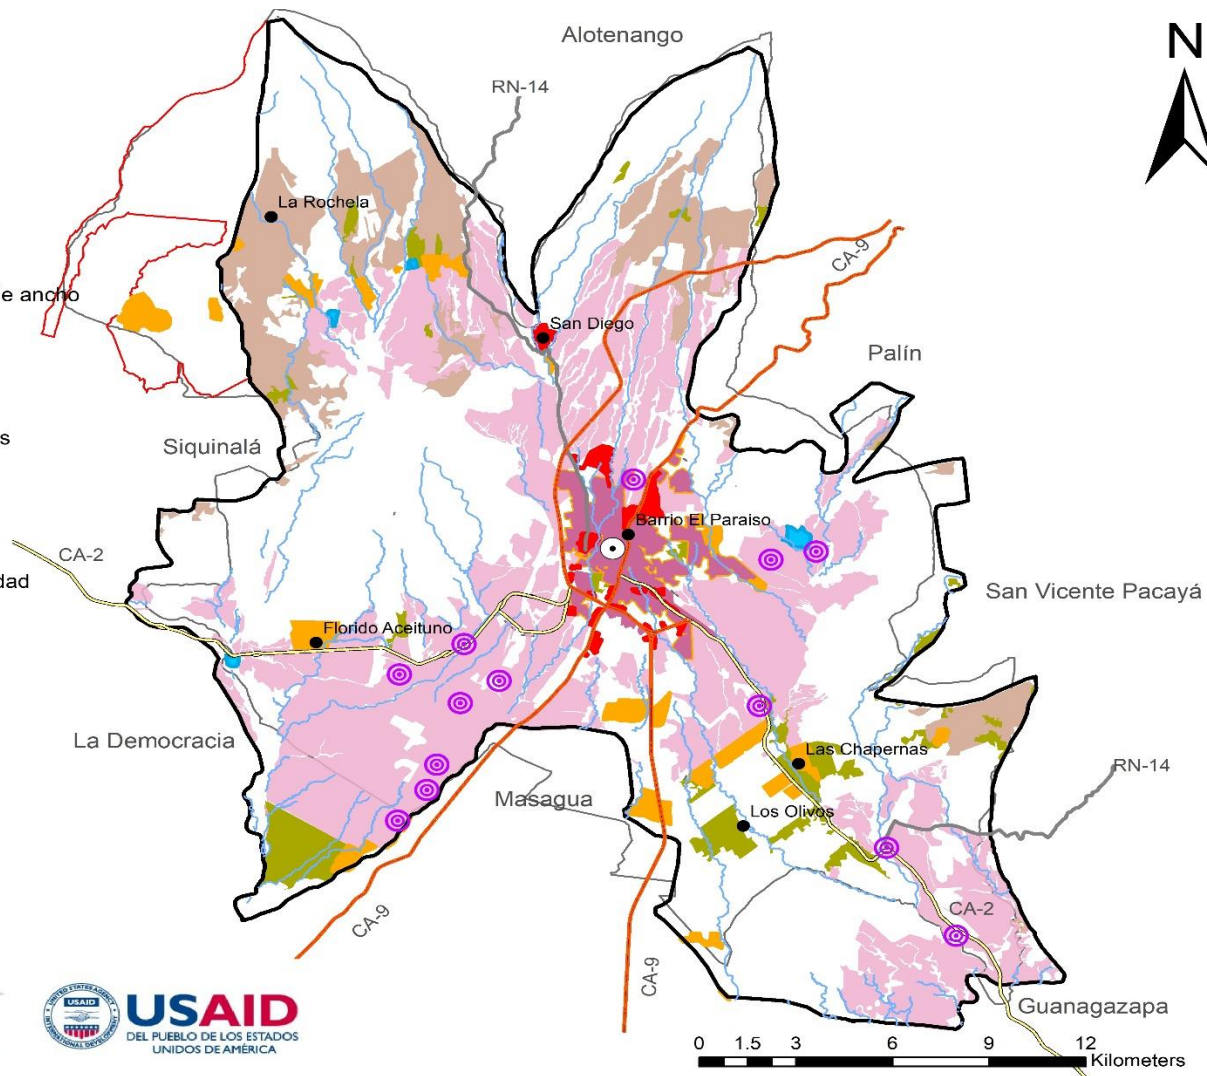 N
Alotenango
RN-14
La Rochela
CA-9
e ancho
San Diego
Palín
s
Siquinalá
Barrio El Paraiso
CA-2
dad
San Vicente Pacayá
Florido Aceituno
La Democracia
Las Chapernas
RN-14
Masagua
Los Olivos
CA-2
CA-9
CA-9
Guanagazapa
USAID
USAID
DEL PUEBLO DE LOS ESTADOS
UNIDOS DE AMÉRICA
0 1.5 3 6 9 12
Kilometers